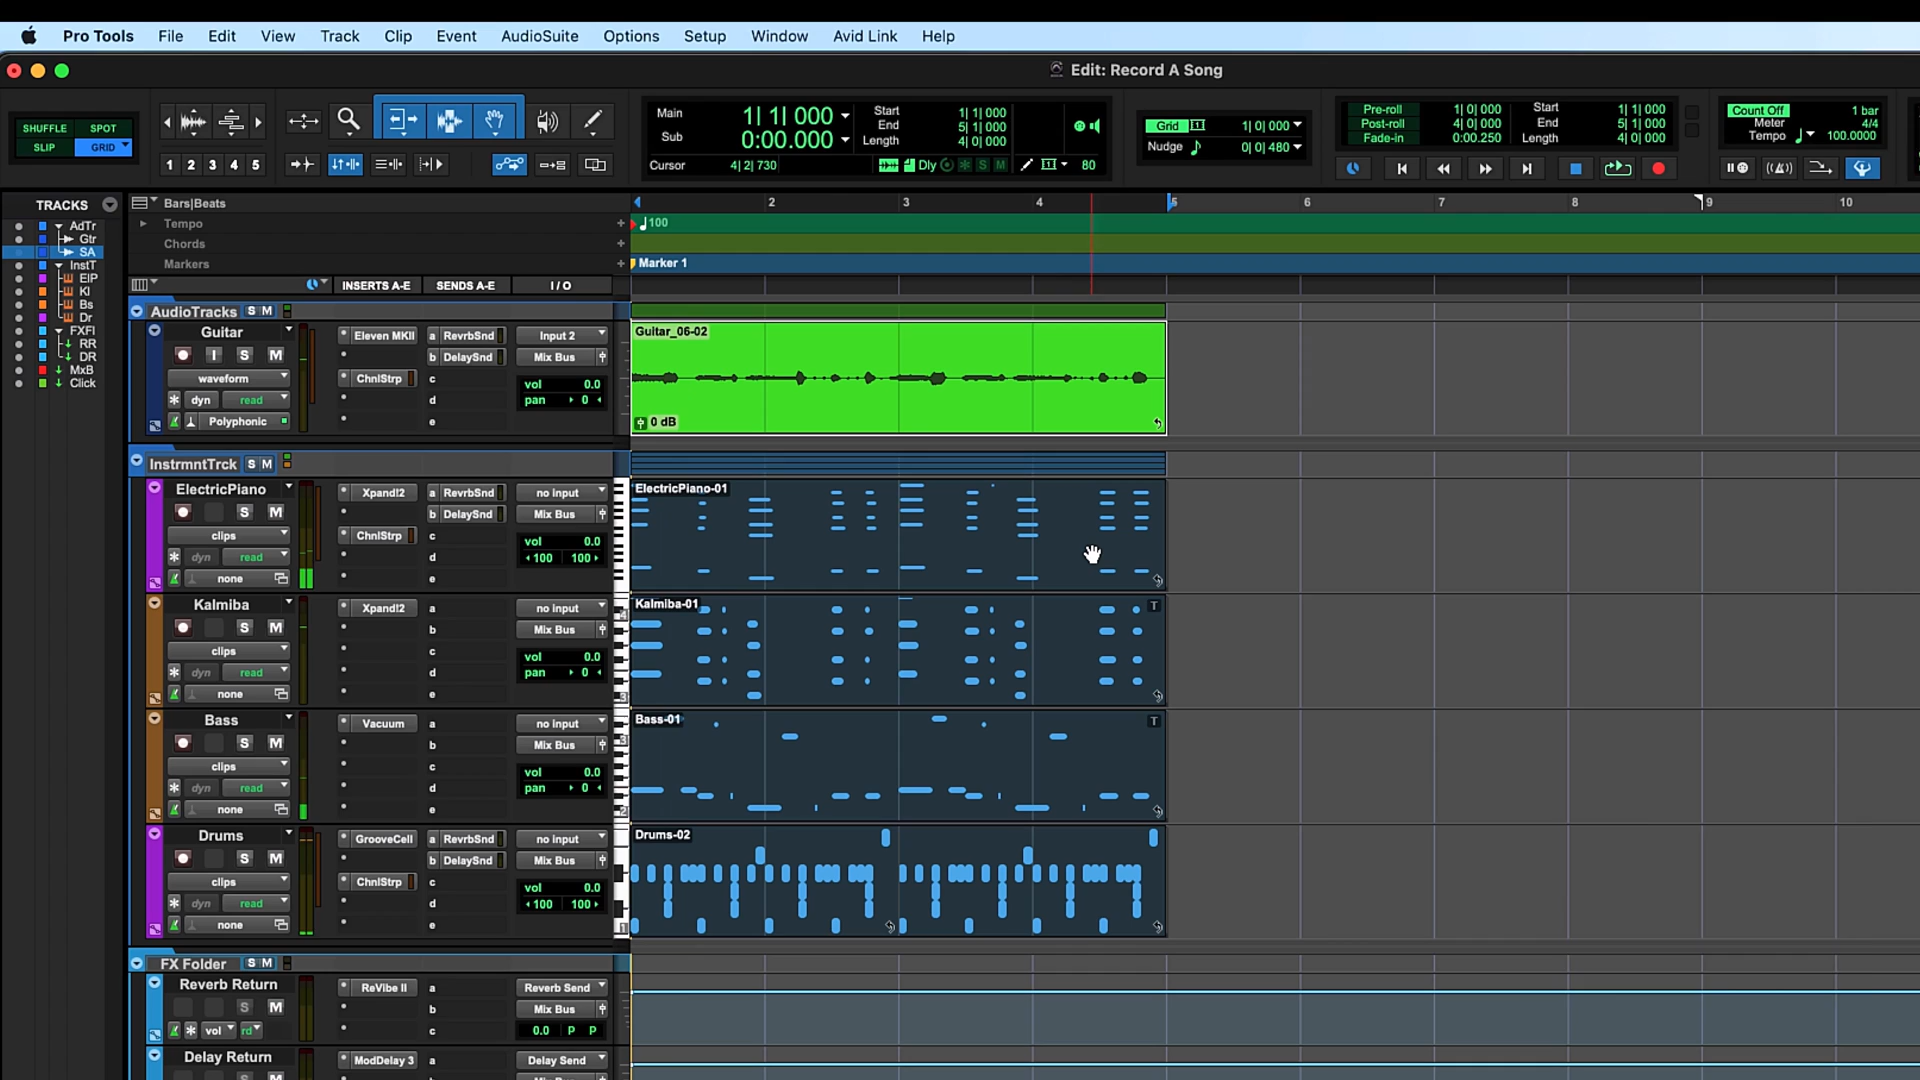 Pro Tools File Edit View Track Clip Event AudioSuite Options Setup Window Avid Link Help
Edit: Record A Song
SHUFFLE SPOT
SLIP GRID
1 2 3 4 5
Main 1| 1| 000
Sub 0:00.000
Start 1| 1| 000
End 5| 1| 000
Length 4| 0| 000
Cursor 4| 2| 730
Dly S M 80
Grid 1| 0| 000
Nudge 0| 0| 480
Pre-roll 1| 0| 000
Post-roll 4| 0| 000
Fade-in 0:00.250
Start 1| 1| 000
End 5| 1| 000
Length 4| 0| 000
Count Off 1 bar
Meter 4/4
Tempo 100.0000
TRACKS
AdTr
Gtr
SA
InstT
ElP
Kl
Bs
Dr
FXFl
RR
DR
MxB
Click
Bars|Beats 2 3 4 5 6 7 8 9 10
Tempo 100
Chords
Markers Marker 1
INSERTS A-E SENDS A-E I / O
AudioTracks S M
Guitar Eleven MKII a RevrbSnd Input 2 Guitar_06-02
I S M b DelaySnd Mix Bus
waveform ChnlStrp c vol 0.0
dyn read d pan 0
Polyphonic e 0 dB
InstrmntTrck S M
ElectricPiano Xpand!2 a RevrbSnd no input ElectricPiano-01
S M b DelaySnd Mix Bus
clips ChnlStrp c vol 0.0
dyn read d 100 100
none e
Kalmiba Xpand!2 a no input Kalmiba-01 T
S M b Mix Bus
clips c vol 0.0
dyn read d pan 0
none e
Bass Vacuum a no input Bass-01 T
S M b Mix Bus
clips c vol 0.0
dyn read d pan 0
none e
Drums GrooveCell a RevrbSnd no input Drums-02
S M b DelaySnd Mix Bus
clips ChnlStrp c vol 0.0
dyn read d 100 100
none e
FX Folder S M
Reverb Return ReVibe II a Reverb Send
S M b Mix Bus
vol rd c 0.0 P P
Delay Return ModDelay 3 a Delay Send